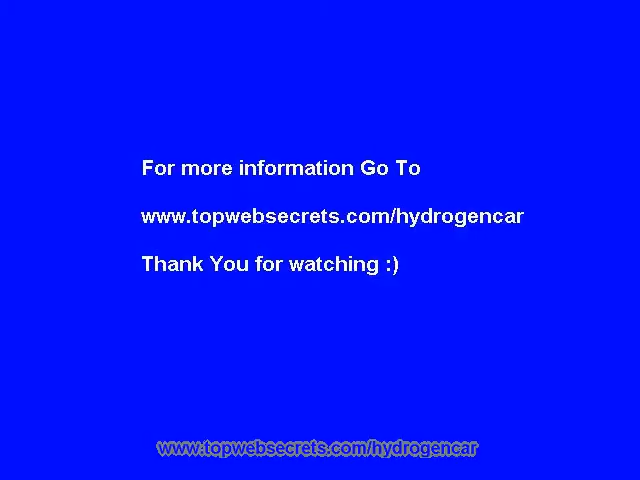 For more information Go To
www.topwebsecrets.com/hydrogencar
Thank You for watching :)
www.topwebsecrets.com/hydrogencar